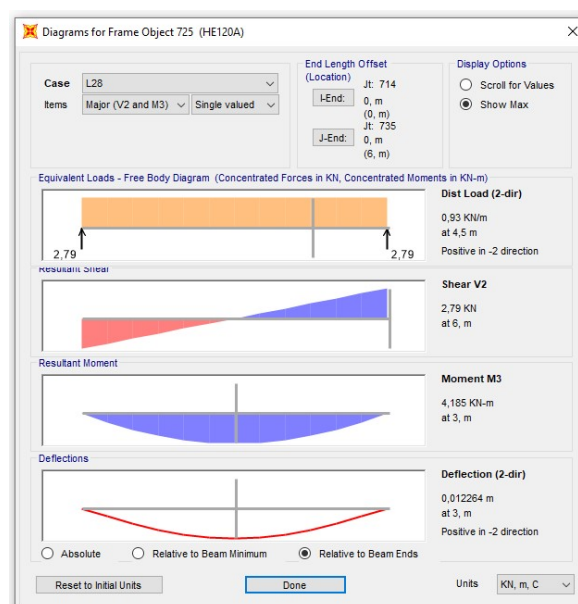 Diagrams for Frame Object 725 (HE120A)
Case L28
Items Major (V2 and M3) Single valued
End Length Offset
(Location)
Jt: 714
I-End: 0, m
(0, m)
Jt: 735
J-End: 0, m
(6, m)
Display Options
Scroll for Values
Show Max
Equivalent Loads - Free Body Diagram (Concentrated Forces in KN, Concentrated Moments in KN-m)
2,79 2,79
Dist Load (2-dir)
0,93 KN/m
at 4,5 m
Positive in -2 direction
Resultant Shear
Shear V2
2,79 KN
at 6, m
Resultant Moment
Moment M3
4,185 KN-m
at 3, m
Deflections
Deflection (2-dir)
0,012264 m
at 3, m
Positive in -2 direction
Absolute Relative to Beam Minimum Relative to Beam Ends
Reset to Initial Units Done Units KN, m, C